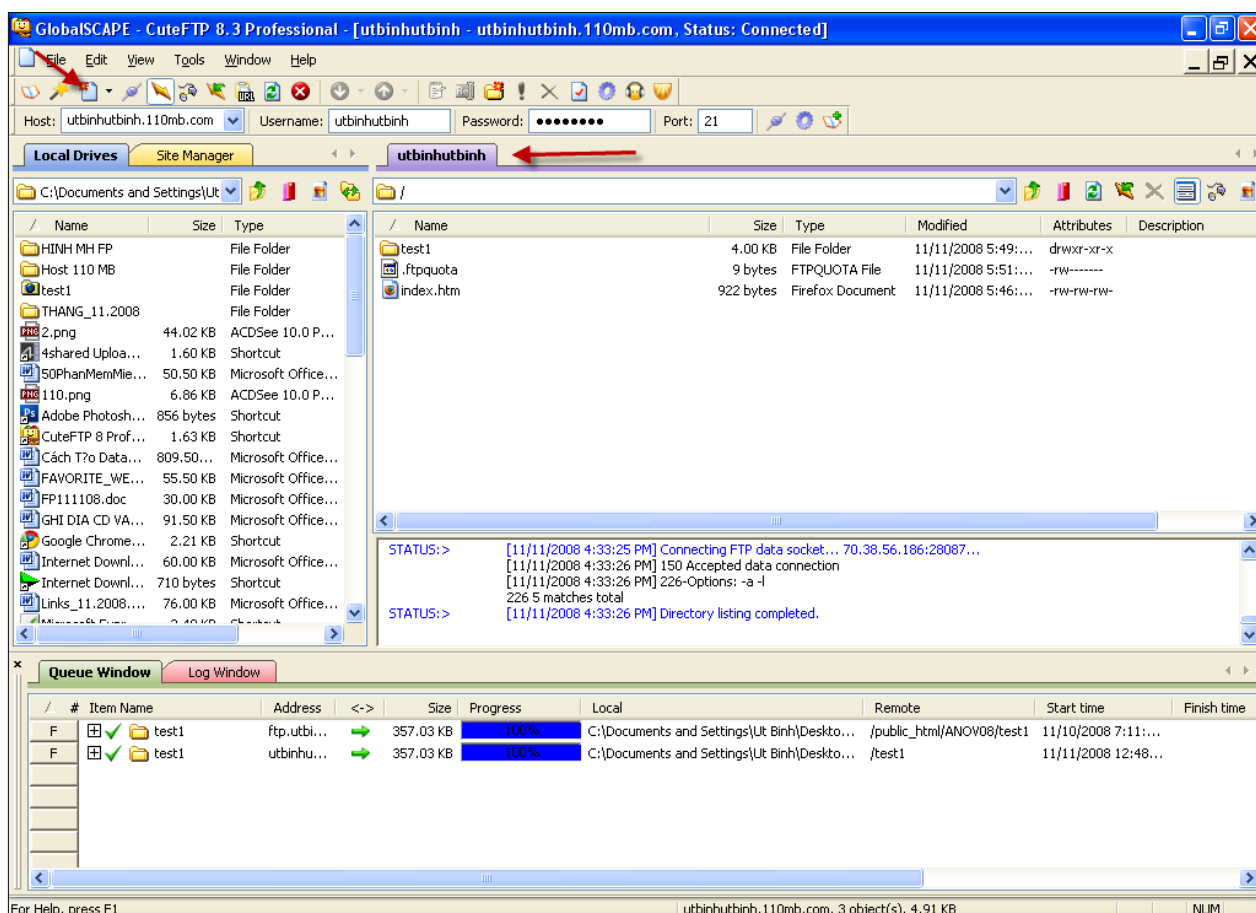 GlobalSCAPE - CuteFTP 8.3 Professional - [utbinhutbinh - utbinhutbinh.110mb.com, Status: Connected]
File Edit View Tools Window Help
URL
Host: utbinhutbinh.110mb.com Username: utbinhutbinh Password: ●●●●●●●● Port: 21
Local Drives Site Manager utbinhutbinh
C:\Documents and Settings\Ut /
/ Name Size Type / Name Size Type Modified Attributes Description
HINH MH FP File Folder test1 4.00 KB File Folder 11/11/2008 5:49:... drwxr-xr-x
Host 110 MB File Folder .ftpquota 9 bytes FTPQUOTA File 11/11/2008 5:51:... -rw-------
test1 File Folder index.htm 922 bytes Firefox Document 11/11/2008 5:46:... -rw-rw-rw-
THANG_11.2008 File Folder
2.png 44.02 KB ACDSee 10.0 P...
4shared Uploa... 1.60 KB Shortcut
50PhanMemMie... 50.50 KB Microsoft Office...
110.png 6.86 KB ACDSee 10.0 P...
Adobe Photosh... 856 bytes Shortcut
CuteFTP 8 Prof... 1.63 KB Shortcut
Cách T?o Data... 809.50... Microsoft Office...
FAVORITE_WE... 55.50 KB Microsoft Office...
FP111108.doc 30.00 KB Microsoft Office...
GHI DIA CD VA... 91.50 KB Microsoft Office...
Google Chrome... 2.21 KB Shortcut
Internet Downl... 60.00 KB Microsoft Office...
Internet Downl... 710 bytes Shortcut
Links_11.2008.... 76.00 KB Microsoft Office...
STATUS:> [11/11/2008 4:33:25 PM] Connecting FTP data socket... 70.38.56.186:28087...
[11/11/2008 4:33:26 PM] 150 Accepted data connection
[11/11/2008 4:33:26 PM] 226-Options: -a -l
226 5 matches total
STATUS:> [11/11/2008 4:33:26 PM] Directory listing completed.
Queue Window Log Window
/ # Item Name Address <-> Size Progress Local Remote Start time Finish time
F test1 ftp.utbi... 357.03 KB 100% C:\Documents and Settings\Ut Binh\Deskto... /public_html/ANOV08/test1 11/10/2008 7:11:...
F test1 utbinhu... 357.03 KB 100% C:\Documents and Settings\Ut Binh\Deskto... /test1 11/11/2008 12:48...
For Help, press F1 utbinhutbinh.110mb.com, 3 object(s), 4.91 KB NUM